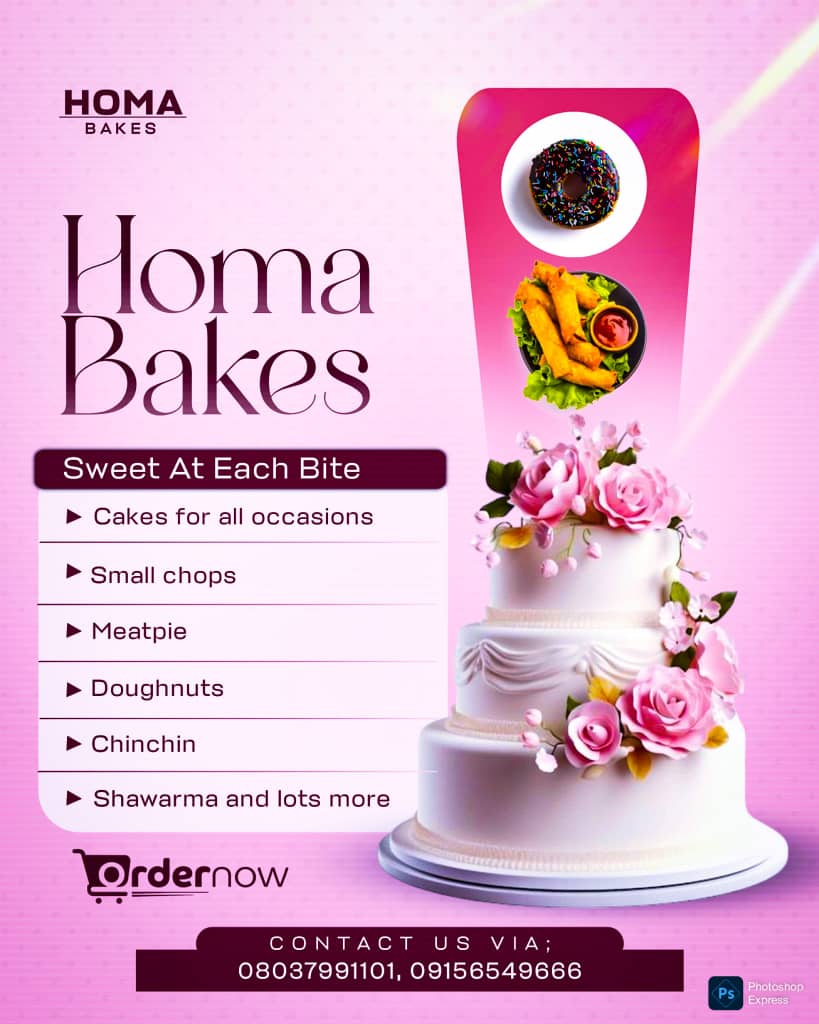 HOMA
BAKES
Homa
Bakes
Sweet At Each Bite
Cakes for all occasions
Small chops
Meatpie
Doughnuts
Chinchin
Shawarma and lots more
Ordernow
CONTACT US VIA;
08037991101, 09156549666
Ps
Photoshop
Express